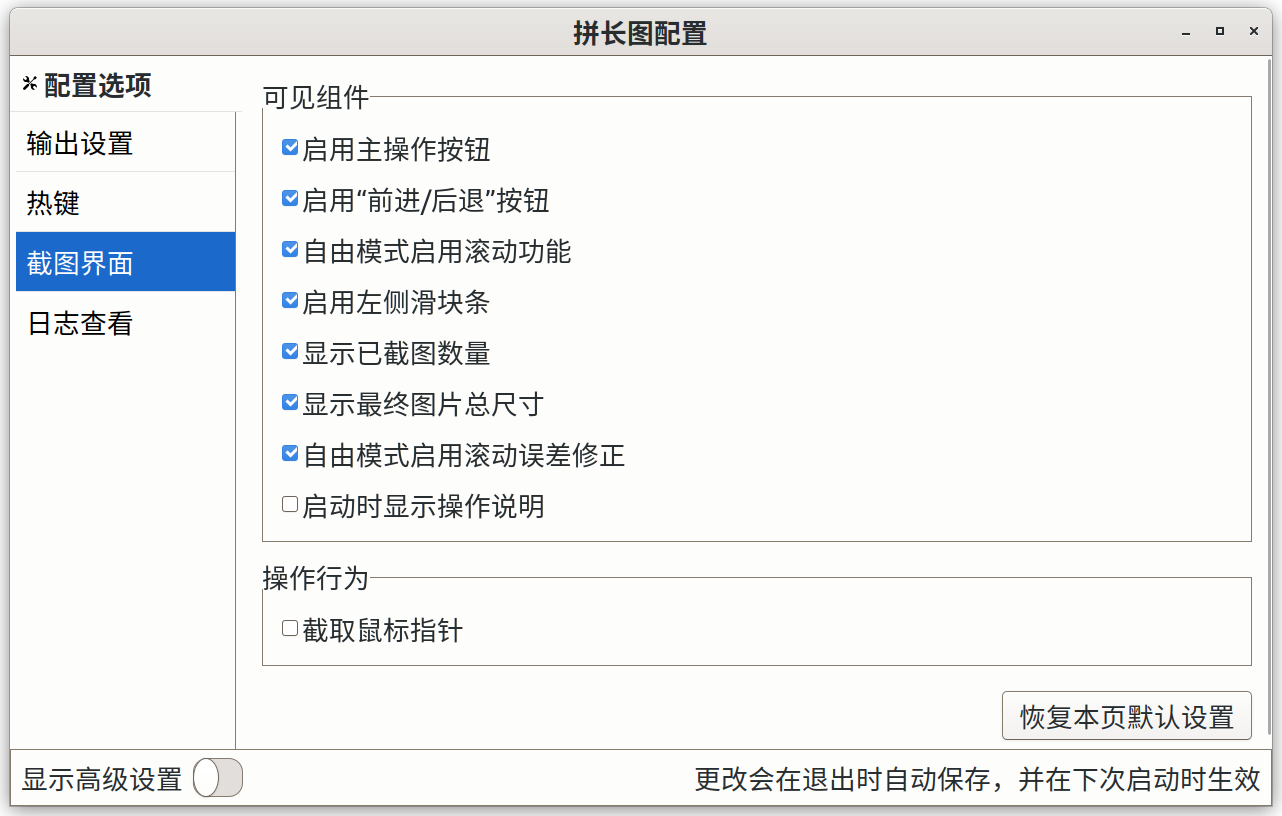 拼长图配置
配置选项
输出设置
热键
截图界面
日志查看
可见组件
启用主操作按钮
启用“前进/后退”按钮
自由模式启用滚动功能
启用左侧滑块条
显示已截图数量
显示最终图片总尺寸
自由模式启用滚动误差修正
启动时显示操作说明
操作行为
截取鼠标指针
恢复本页默认设置
显示高级设置
更改会在退出时自动保存，并在下次启动时生效